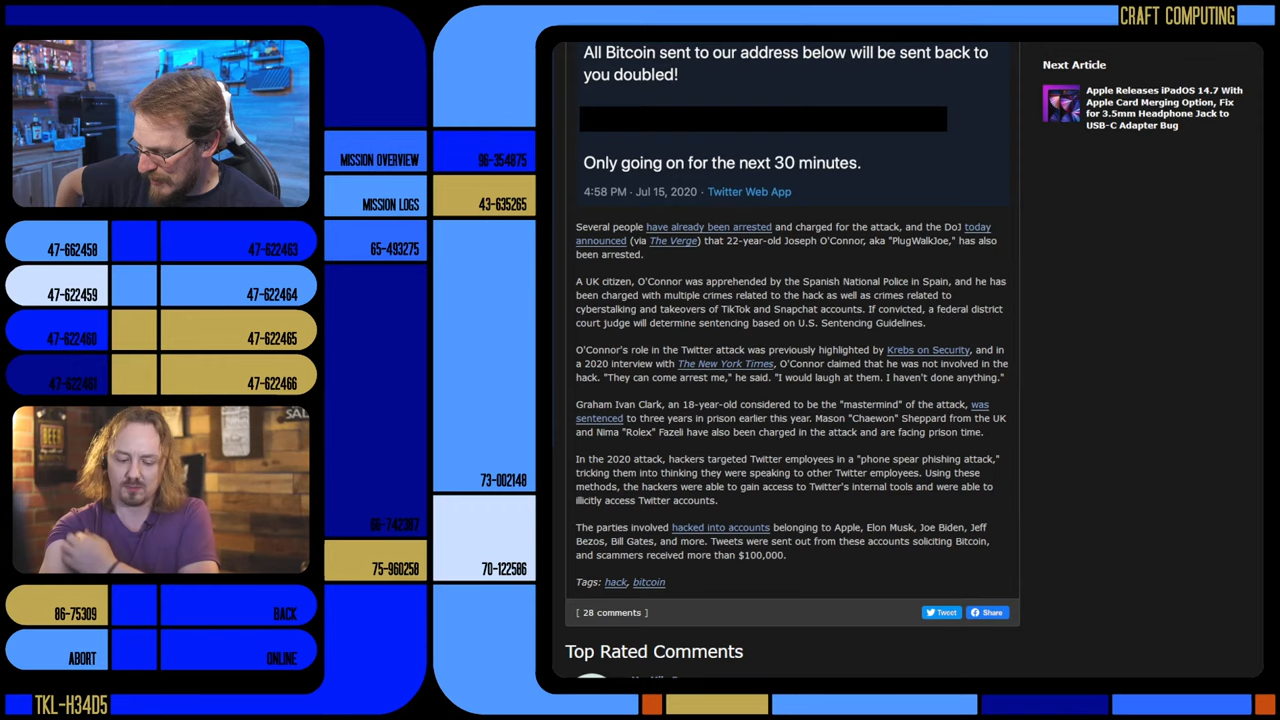 CRAFT COMPUTING
MISSION OVERVIEW
96-354875
MISSION LOGS
43-635265
47-662458
47-622463
65-493275
47-622459
47-622464
47-622460
47-622465
47-622461
47-622466
73-002148
66-742387
75-960258
70-122586
86-75309
BACK
ABORT
ONLINE
TKL-H34D5
All Bitcoin sent to our address below will be sent back to
you doubled!
Only going on for the next 30 minutes.
4:58 PM · Jul 15, 2020 · Twitter Web App
Several people have already been arrested and charged for the attack, and the DoJ today
announced (via The Verge) that 22-year-old Joseph O'Connor, aka "PlugWalkJoe," has also
been arrested.
A UK citizen, O'Connor was apprehended by the Spanish National Police in Spain, and he has
been charged with multiple crimes related to the hack as well as crimes related to
cyberstalking and takeovers of TikTok and Snapchat accounts. If convicted, a federal district
court judge will determine sentencing based on U.S. Sentencing Guidelines.
O'Connor's role in the Twitter attack was previously highlighted by Krebs on Security, and in
a 2020 interview with The New York Times, O'Connor claimed that he was not involved in the
hack. "They can come arrest me," he said. "I would laugh at them. I haven't done anything."
Graham Ivan Clark, an 18-year-old considered to be the "mastermind" of the attack, was
sentenced to three years in prison earlier this year. Mason "Chaewon" Sheppard from the UK
and Nima "Rolex" Fazeli have also been charged in the attack and are facing prison time.
In the 2020 attack, hackers targeted Twitter employees in a "phone spear phishing attack,"
tricking them into thinking they were speaking to other Twitter employees. Using these
methods, the hackers were able to gain access to Twitter's internal tools and were able to
illicitly access Twitter accounts.
The parties involved hacked into accounts belonging to Apple, Elon Musk, Joe Biden, Jeff
Bezos, Bill Gates, and more. Tweets were sent out from these accounts soliciting Bitcoin,
and scammers received more than $100,000.
Tags: hack, bitcoin
[ 28 comments ]
Tweet
Share
Top Rated Comments
Next Article
Apple Releases iPadOS 14.7 With
Apple Card Merging Option, Fix
for 3.5mm Headphone Jack to
USB-C Adapter Bug